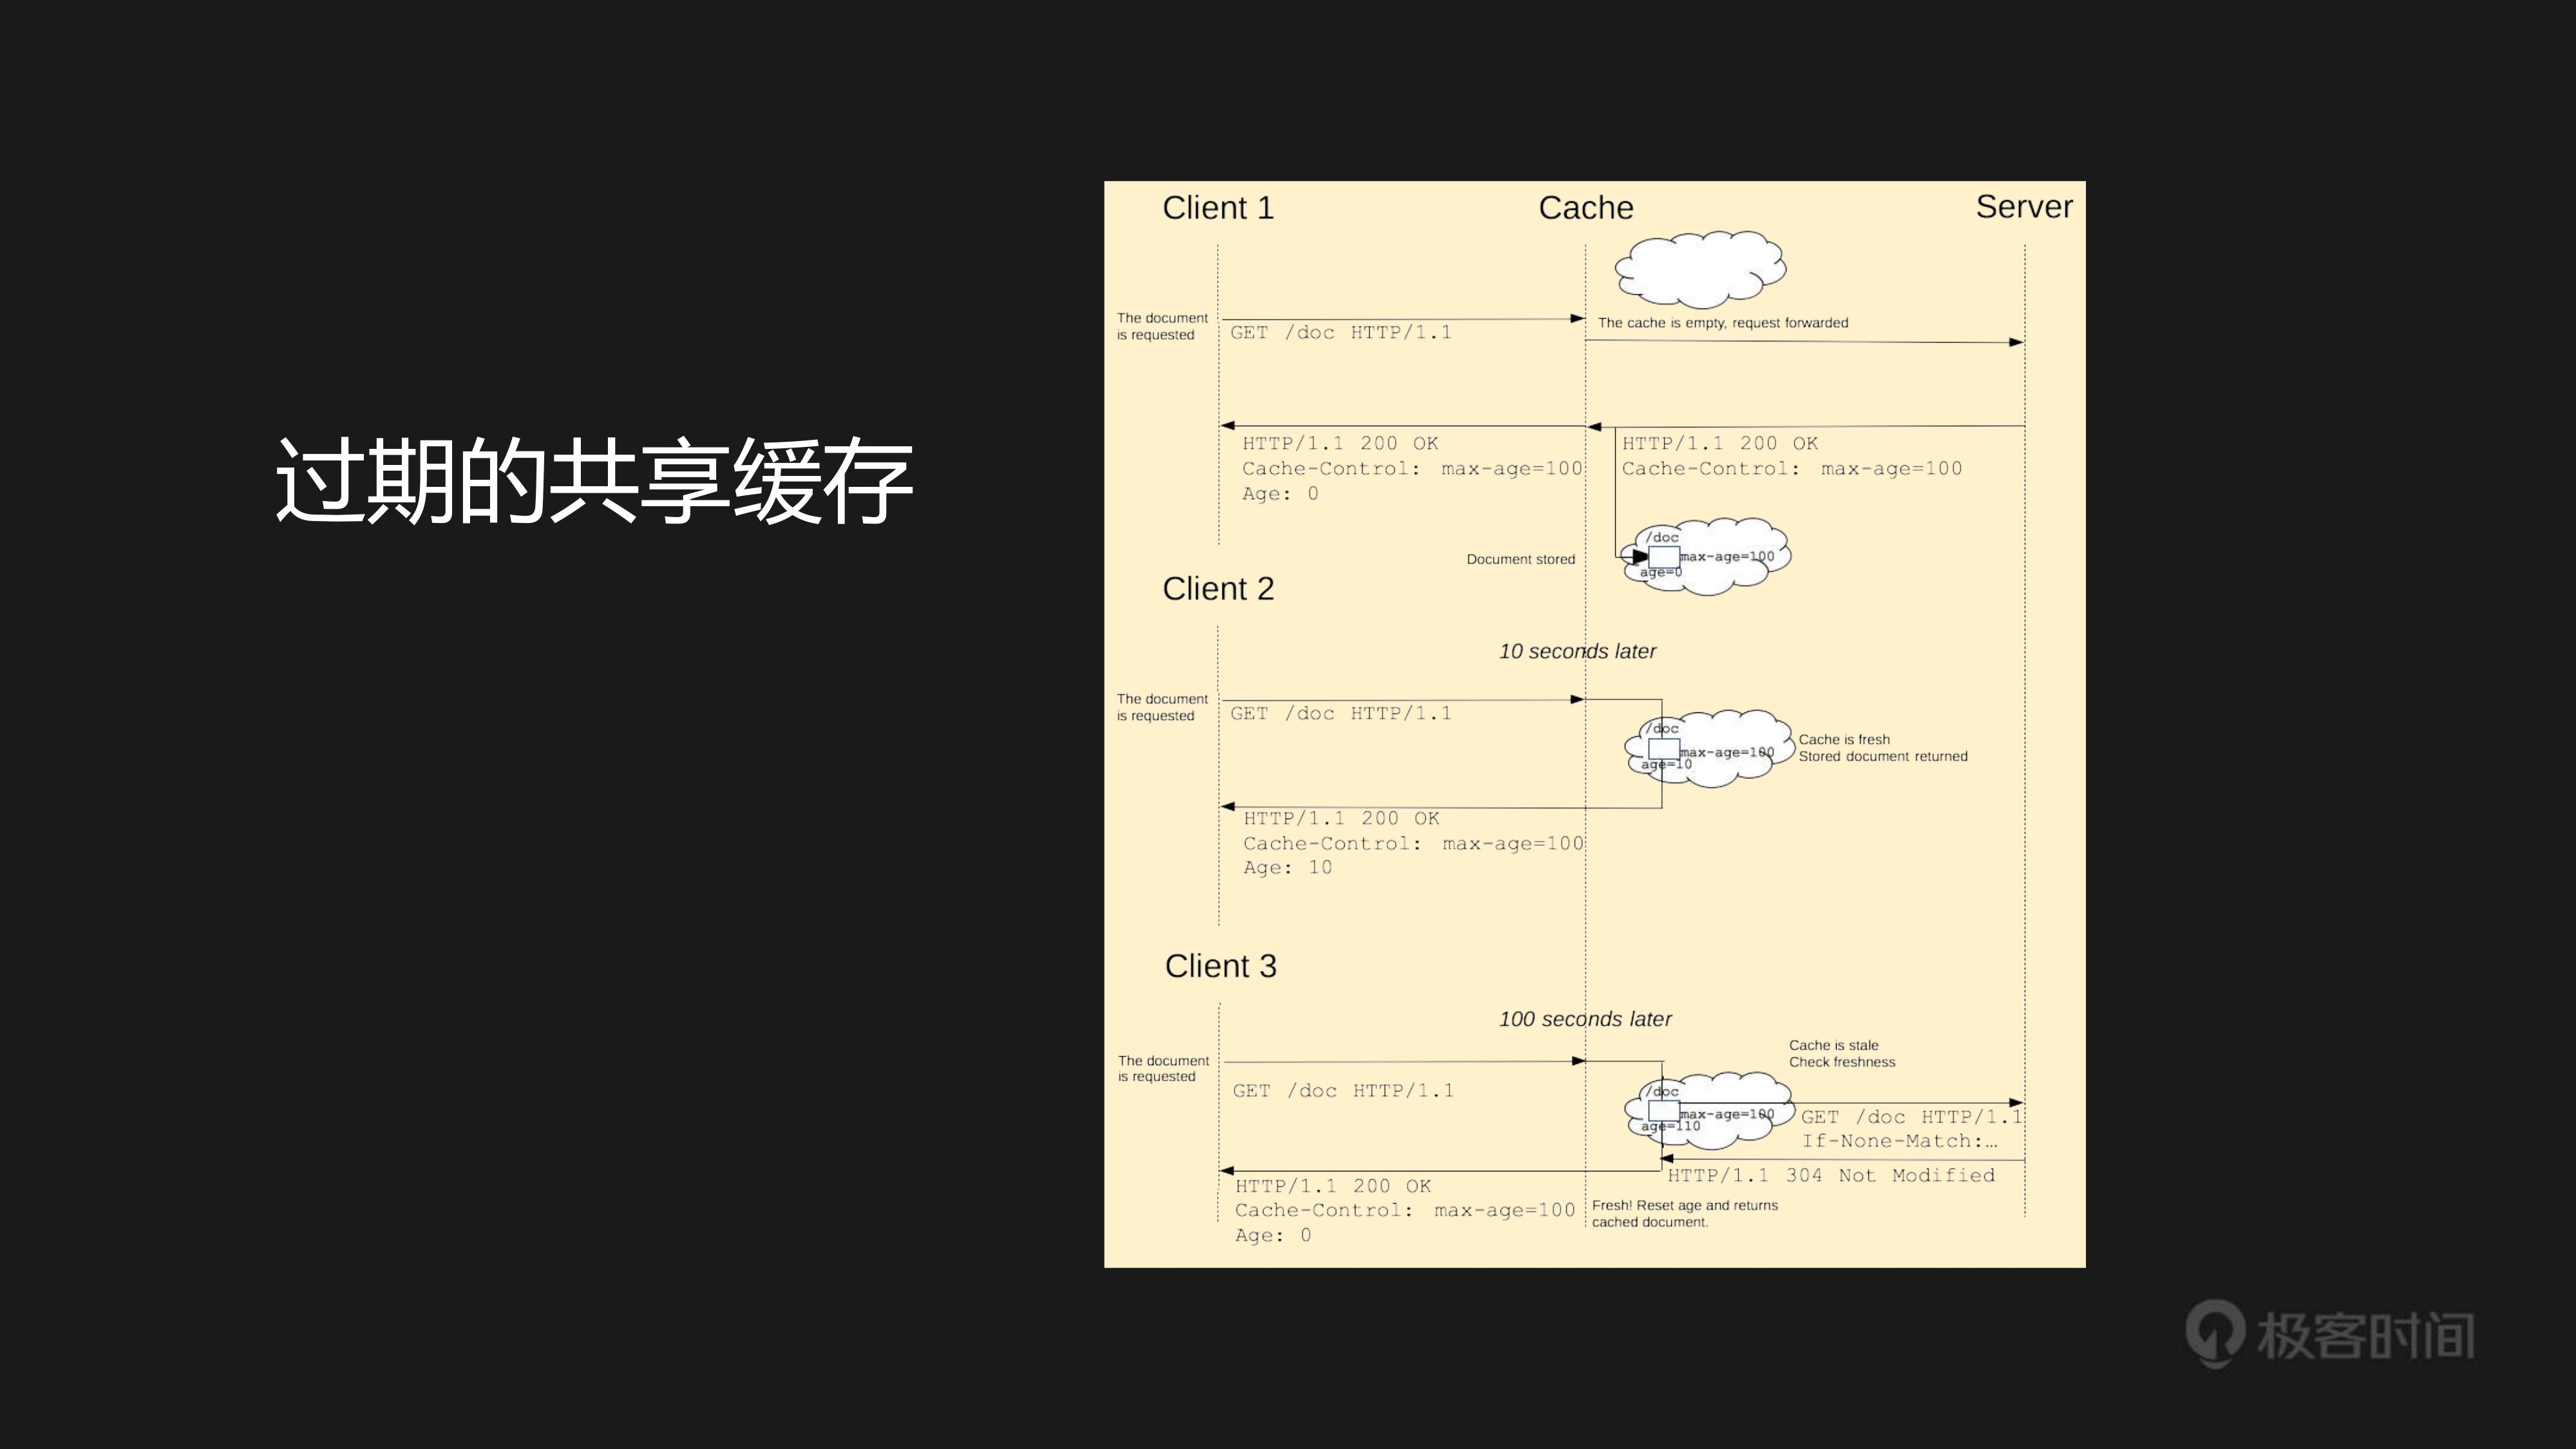 过期的共享缓存
Client 1
Cache
Server
The document
is requested
GET /doc HTTP/1.1
The cache is empty, request forwarded
HTTP/1.1 200 OK
Cache-Control: max-age=100
Age: 0
HTTP/1.1 200 OK
Cache-Control: max-age=100
Document stored
/doc
max-age=100
age=0
Client 2
10 seconds later
The document
is requested
GET /doc HTTP/1.1
/doc
max-age=100
age=10
Cache is fresh
Stored document returned
HTTP/1.1 200 OK
Cache-Control: max-age=100
Age: 10
Client 3
100 seconds later
The document
is requested
GET /doc HTTP/1.1
Cache is stale
Check freshness
/doc
max-age=100
age=110
GET /doc HTTP/1.1
If-None-Match:…
HTTP/1.1 304 Not Modified
HTTP/1.1 200 OK
Cache-Control: max-age=100
Age: 0
Fresh! Reset age and returns
cached document.
极客时间